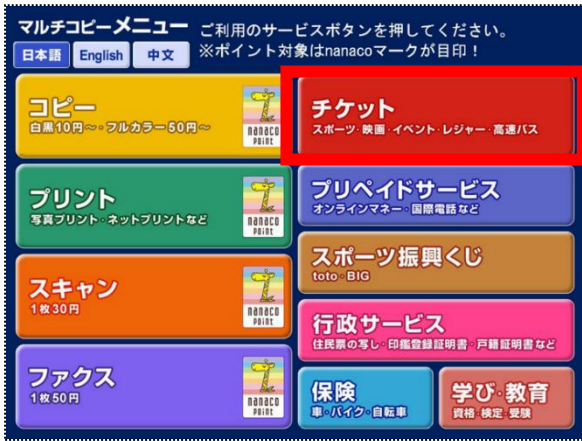 マルチコピーメニュー
ご利用のサービスボタンを押してください。
※ポイント対象はnanacoマークが目印！
日本語
English
中文
コピー
白黒10円～・フルカラー50円～
nanaco
Point
チケット
スポーツ・映画・イベント・レジャー・高速バス
プリント
写真プリント・ネットプリントなど
nanaco
Point
プリペイドサービス
オンラインマネー・国際電話など
スキャン
1枚30円
nanaco
Point
スポーツ振興くじ
toto・BIG
行政サービス
住民票の写し・印鑑登録証明書・戸籍証明書など
ファクス
1枚50円
nanaco
Point
保険
車・バイク・自転車
学び・教育
資格・検定・受験